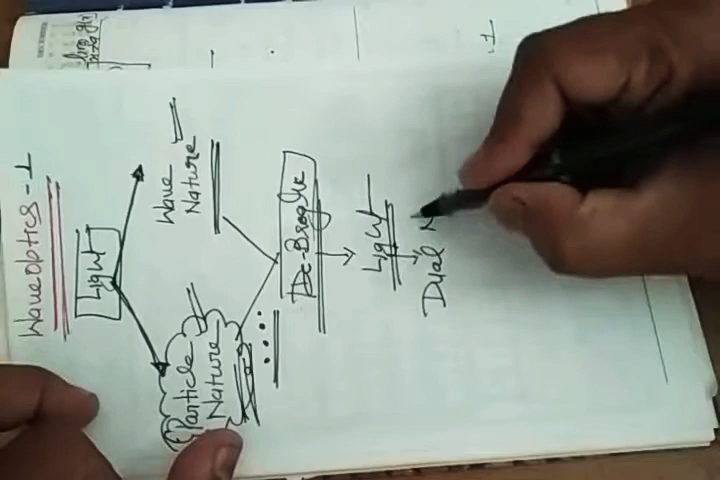 Wave Optics - 1
Light
Particle
Nature
Wave
Nature
De-Broglie
Light
Dual N